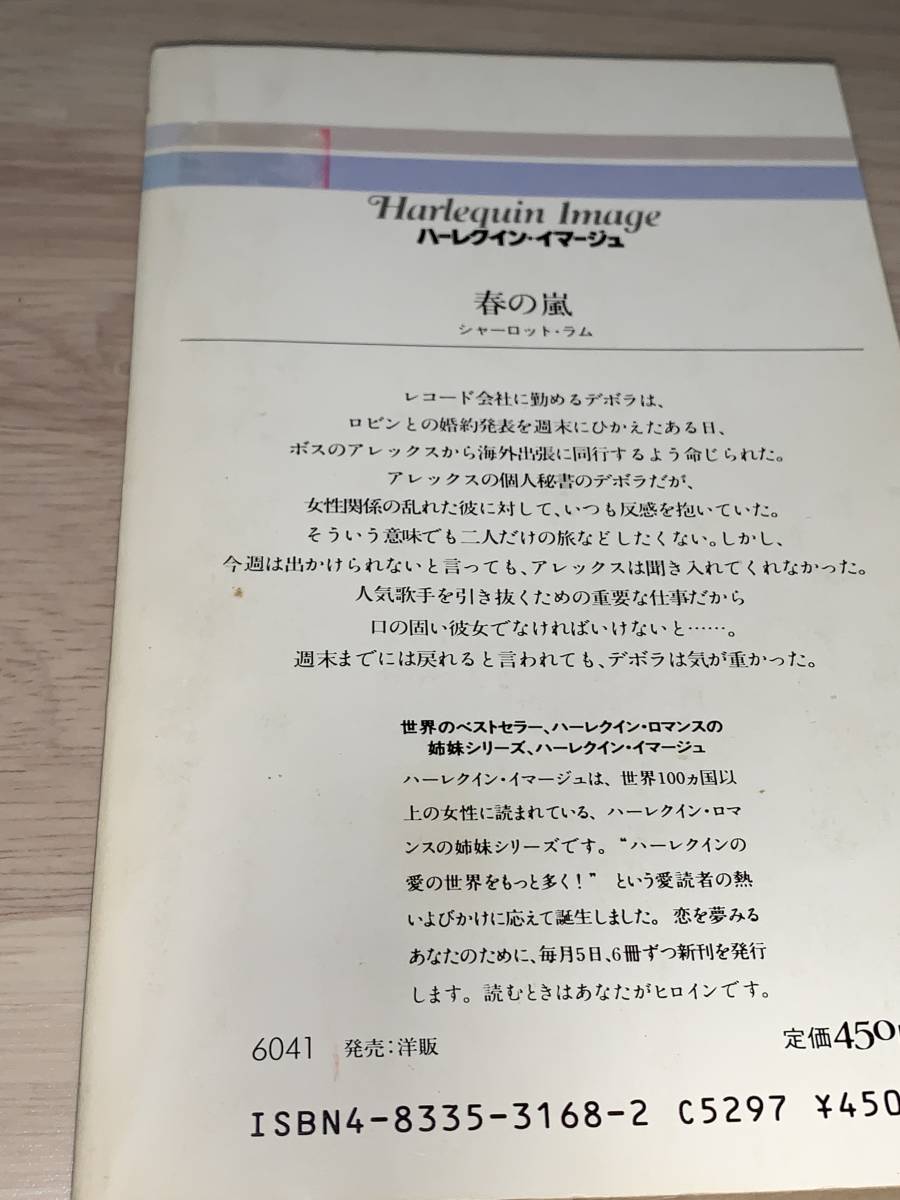 Harlequin Image
ハーレクイン・イマージュ
春の嵐
シャーロット・ラム
レコード会社に勤めるデボラは、
ロビンとの婚約発表を週末にひかえたある日、
ボスのアレックスから海外出張に同行するよう命じられた。
アレックスの個人秘書のデボラだが、
女性関係の乱れた彼に対して、いつも反感を抱いていた。
そういう意味でも二人だけの旅などしたくない。しかし、
今週は出かけられないと言っても、アレックスは聞き入れてくれなかった。
人気歌手を引き抜くための重要な仕事だから
口の固い彼女でなければいけないと……。
週末までには戻れると言われても、デボラは気が重かった。
世界のベストセラー、ハーレクイン・ロマンスの
姉妹シリーズ、ハーレクイン・イマージュ
ハーレクイン・イマージュは、世界100ヵ国以
上の女性に読まれている、ハーレクイン・ロマ
ンスの姉妹シリーズです。“ハーレクインの
愛の世界をもっと多く！” という愛読者の熱
いよびかけに応えて誕生しました。恋を夢みる
あなたのために、毎月5日、6冊ずつ新刊を発行
します。読むときはあなたがヒロインです。
6041 発売：洋販 定価450円
ISBN4-8335-3168-2 C5297 ¥450